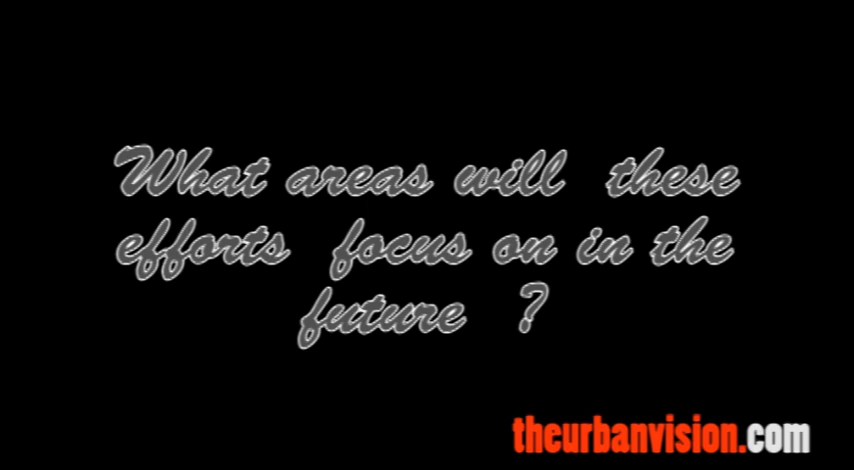 What areas will these
efforts focus on in the
future ?
theurbanvision.com